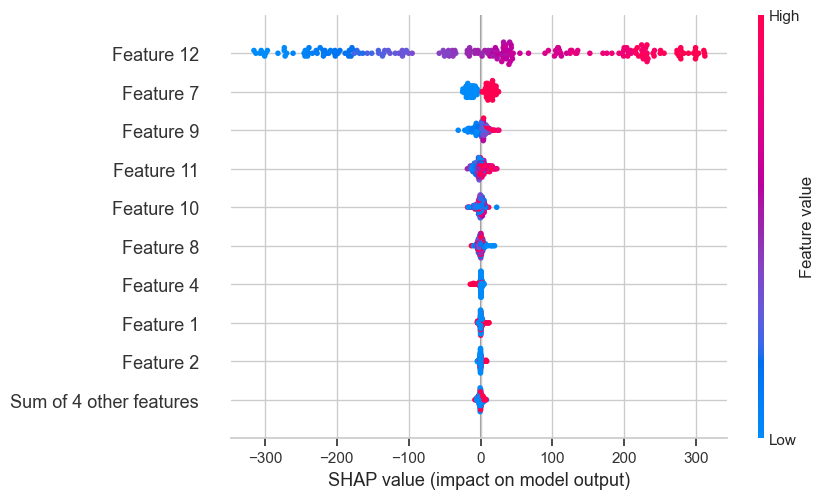 High
Feature 12
Feature 7
Feature 9
Feature 11
Feature 10
Feature 8
Feature 4
Feature 1
Feature 2
Sum of 4 other features
Feature value
Low
−300 −200 −100 0 100 200 300
SHAP value (impact on model output)